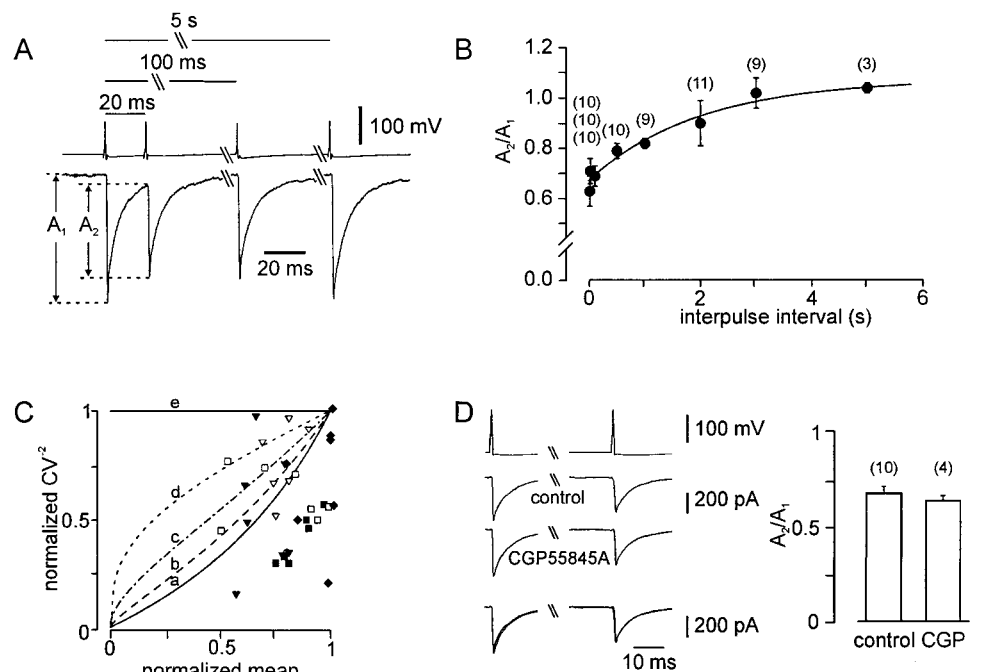 A
5 s
100 ms
20 ms
100 mV
A1
A2
20 ms
B
1.2
1.0
0.8
0.6
0.0
A2/A1
(10)
(10)
(10)
(10)
(9)
(11)
(9)
(3)
0
2
4
6
interpulse interval (s)
C
normalized CV-2
1
0.5
0
e
d
c
b
a
0
0.5
1
normalized mean
D
100 mV
control
200 pA
CGP55845A
200 pA
10 ms
A2/A1
1
0.5
0
(10)
(4)
control CGP